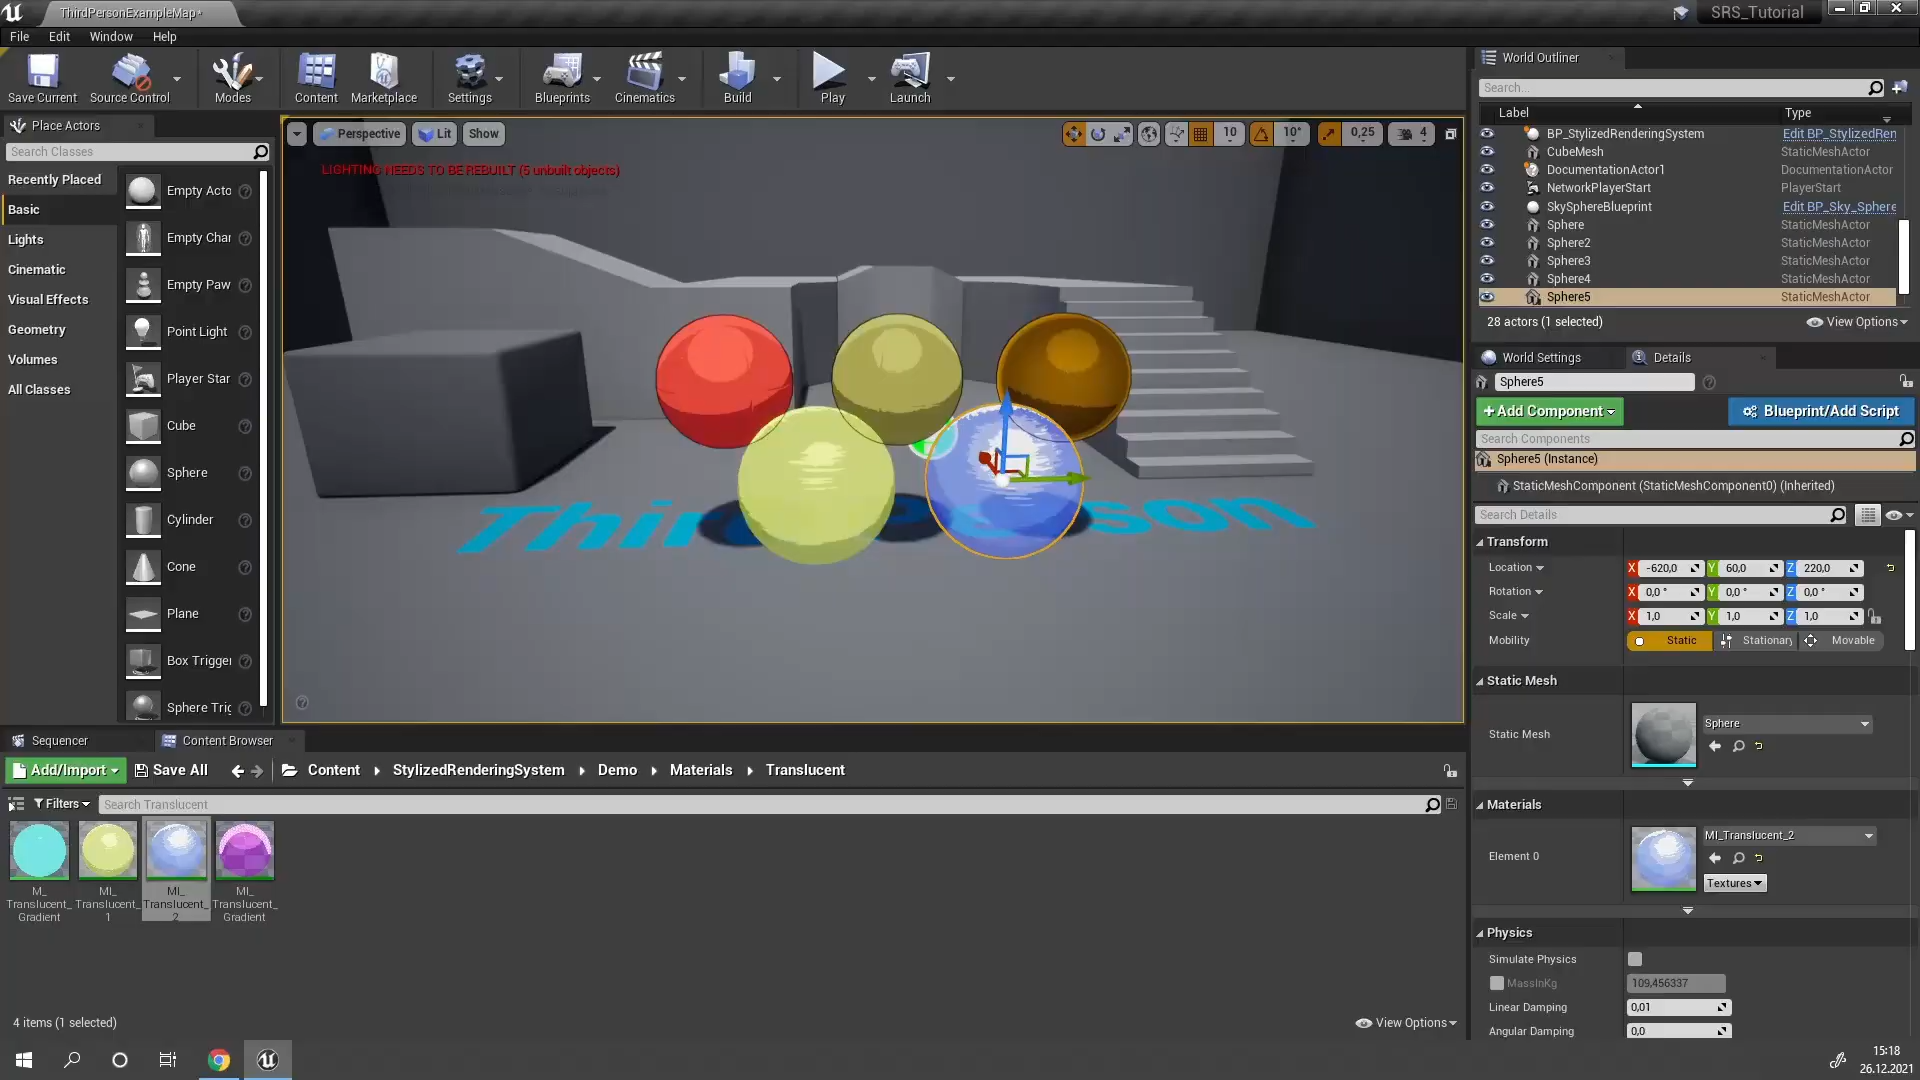 ThirdPersonExampleMap*
SRS_Tutorial
File Edit Window Help
Save Current
Source Control
Modes
Content
Marketplace
Settings
Blueprints
Cinematics
Build
Play
Launch
Place Actors
Search Classes
Recently Placed
Basic
Lights
Cinematic
Visual Effects
Geometry
Volumes
All Classes
Empty Acto
Empty Char
Empty Paw
Point Light
Player Star
Cube
Sphere
Cylinder
Cone
Plane
Box Trigger
Sphere Trig
Perspective Lit Show
10 10° 0,25 4
LIGHTING NEEDS TO BE REBUILT (5 unbuilt objects)
World Outliner
Search...
Label Type
BP_StylizedRenderingSystem Edit BP_StylizedRen
CubeMesh StaticMeshActor
DocumentationActor1 DocumentationActor
NetworkPlayerStart PlayerStart
SkySphereBlueprint Edit BP_Sky_Sphere
Sphere StaticMeshActor
Sphere2 StaticMeshActor
Sphere3 StaticMeshActor
Sphere4 StaticMeshActor
Sphere5 StaticMeshActor
28 actors (1 selected) View Options
World Settings Details
Sphere5
+Add Component Blueprint/Add Script
Search Components
Sphere5 (Instance)
StaticMeshComponent (StaticMeshComponent0) (Inherited)
Search Details
Transform
Location X -620,0 Y 60,0 Z 220,0
Rotation X 0,0 ° Y 0,0 ° Z 0,0 °
Scale X 1,0 Y 1,0 Z 1,0
Mobility Static Stationary Movable
Static Mesh
Static Mesh Sphere
Materials
Element 0 MI_Translucent_2
Textures
Physics
Simulate Physics
MassInKg 109,456337
Linear Damping 0,01
Angular Damping 0,0
Sequencer Content Browser
Add/Import Save All Content StylizedRenderingSystem Demo Materials Translucent
Filters Search Translucent
M_
Translucent_
Gradient
MI_
Translucent_
1
MI_
Translucent_
2
MI_
Translucent_
Gradient
4 items (1 selected) View Options
15:18
26.12.2021